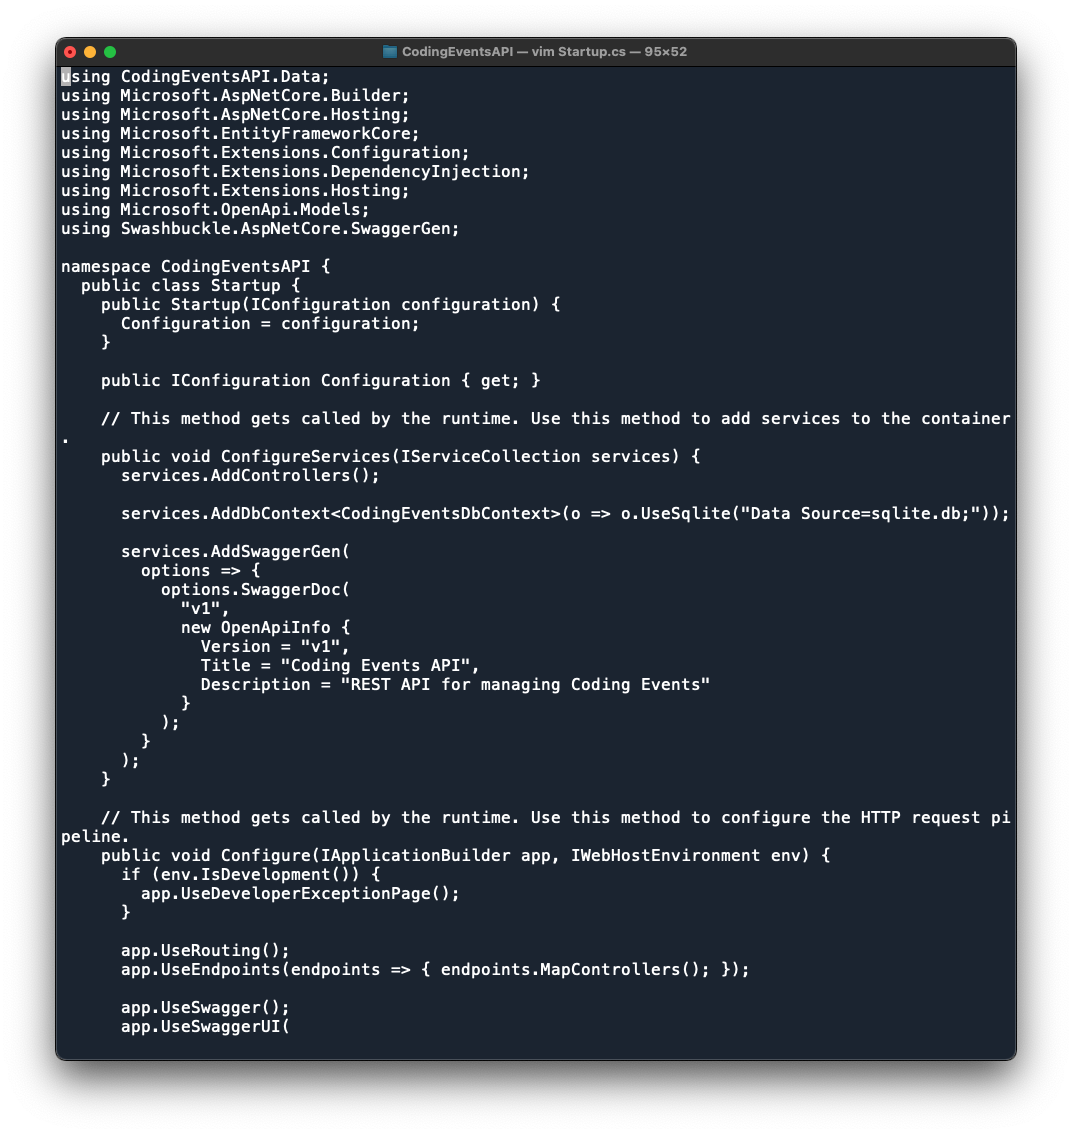 CodingEventsAPI — vim Startup.cs — 95×52
using CodingEventsAPI.Data;
using Microsoft.AspNetCore.Builder;
using Microsoft.AspNetCore.Hosting;
using Microsoft.EntityFrameworkCore;
using Microsoft.Extensions.Configuration;
using Microsoft.Extensions.DependencyInjection;
using Microsoft.Extensions.Hosting;
using Microsoft.OpenApi.Models;
using Swashbuckle.AspNetCore.SwaggerGen;

namespace CodingEventsAPI {
  public class Startup {
    public Startup(IConfiguration configuration) {
      Configuration = configuration;
    }

    public IConfiguration Configuration { get; }

    // This method gets called by the runtime. Use this method to add services to the container
.
    public void ConfigureServices(IServiceCollection services) {
      services.AddControllers();

      services.AddDbContext<CodingEventsDbContext>(o => o.UseSqlite("Data Source=sqlite.db;"));

      services.AddSwaggerGen(
        options => {
          options.SwaggerDoc(
            "v1",
            new OpenApiInfo {
              Version = "v1",
              Title = "Coding Events API",
              Description = "REST API for managing Coding Events"
            }
          );
        }
      );
    }

    // This method gets called by the runtime. Use this method to configure the HTTP request pi
peline.
    public void Configure(IApplicationBuilder app, IWebHostEnvironment env) {
      if (env.IsDevelopment()) {
        app.UseDeveloperExceptionPage();
      }

      app.UseRouting();
      app.UseEndpoints(endpoints => { endpoints.MapControllers(); });

      app.UseSwagger();
      app.UseSwaggerUI(